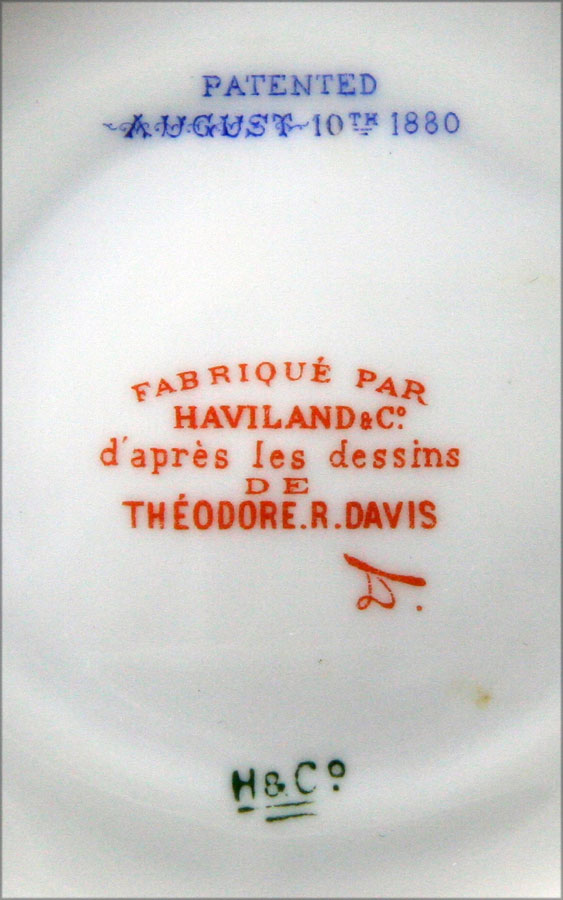 PATENTED
AUGUST 10TH 1880
FABRIQUÉ PAR
HAVILAND & Cº.
d'après les dessins
DE
THÉODORE.R.DAVIS
D.
H & Cº